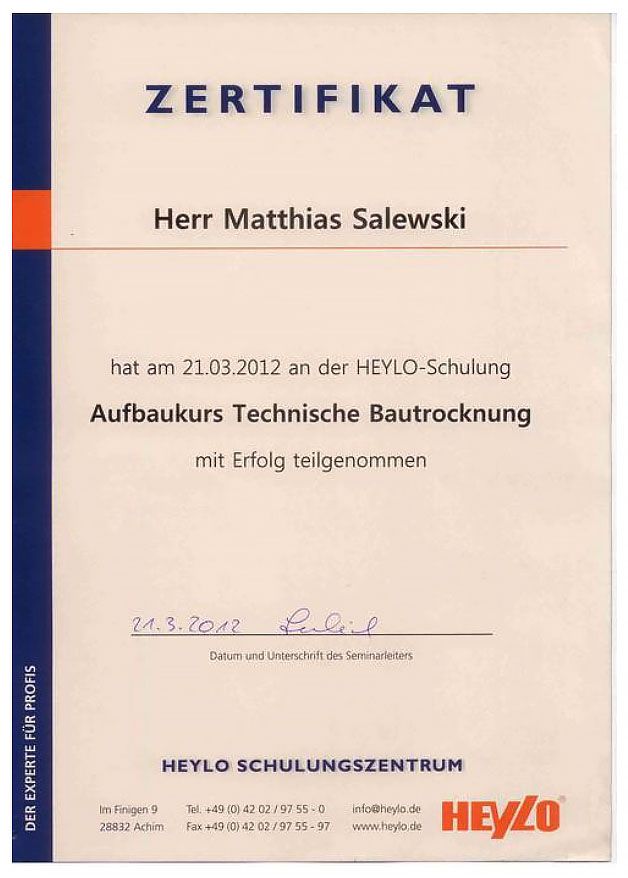 ZERTIFIKAT
Herr Matthias Salewski
hat am 21.03.2012 an der HEYLO-Schulung
Aufbaukurs Technische Bautrocknung
mit Erfolg teilgenommen
21.3.2012
Datum und Unterschrift des Seminarleiters
DER EXPERTE FÜR PROFIS
HEYLO SCHULUNGSZENTRUM
Im Finigen 9 Tel. +49 (0) 42 02 / 97 55 - 0 info@heylo.de
28832 Achim Fax +49 (0) 42 02 / 97 55 - 97 www.heylo.de
HEYLO®